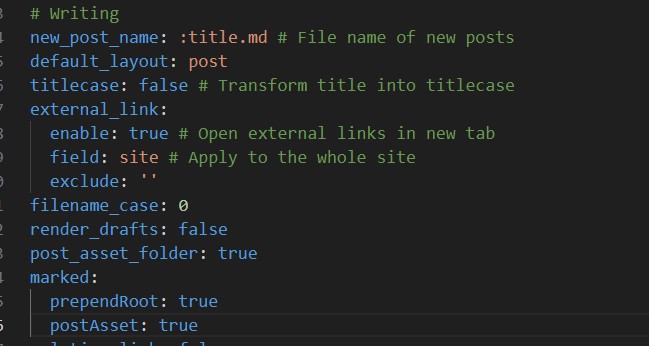 # Writing
new_post_name: :title.md # File name of new posts
default_layout: post
titlecase: false # Transform title into titlecase
external_link:
  enable: true # Open external links in new tab
  field: site # Apply to the whole site
  exclude: ''
filename_case: 0
render_drafts: false
post_asset_folder: true
marked:
  prependRoot: true
  postAsset: true